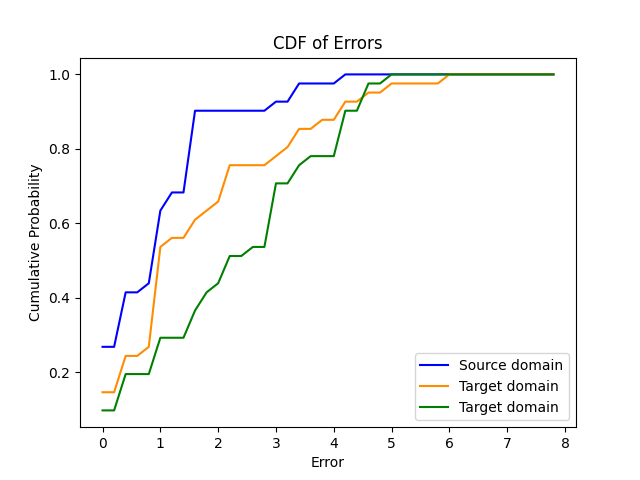 CDF of Errors
Cumulative Probability
1.0
0.8
0.6
0.4
0.2
0 1 2 3 4 5 6 7 8
Error
Source domain
Target domain
Target domain